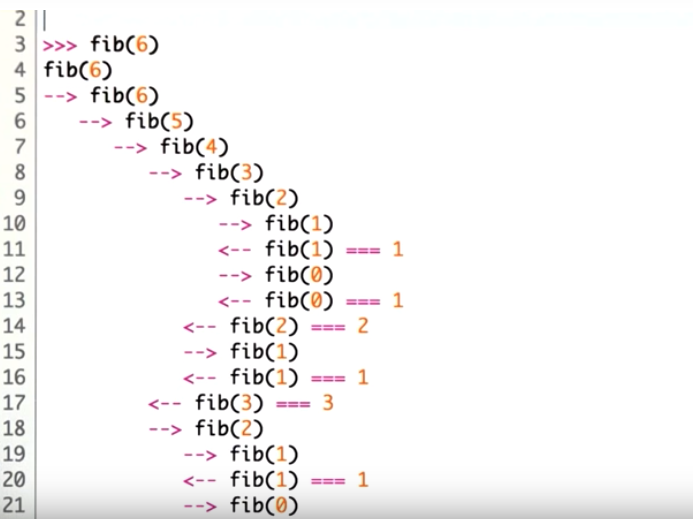 2
3 >>> fib(6)
4 fib(6)
5 --> fib(6)
6 --> fib(5)
7 --> fib(4)
8 --> fib(3)
9 --> fib(2)
10 --> fib(1)
11 <-- fib(1) === 1
12 --> fib(0)
13 <-- fib(0) === 1
14 <-- fib(2) === 2
15 --> fib(1)
16 <-- fib(1) === 1
17 <-- fib(3) === 3
18 --> fib(2)
19 --> fib(1)
20 <-- fib(1) === 1
21 --> fib(0)